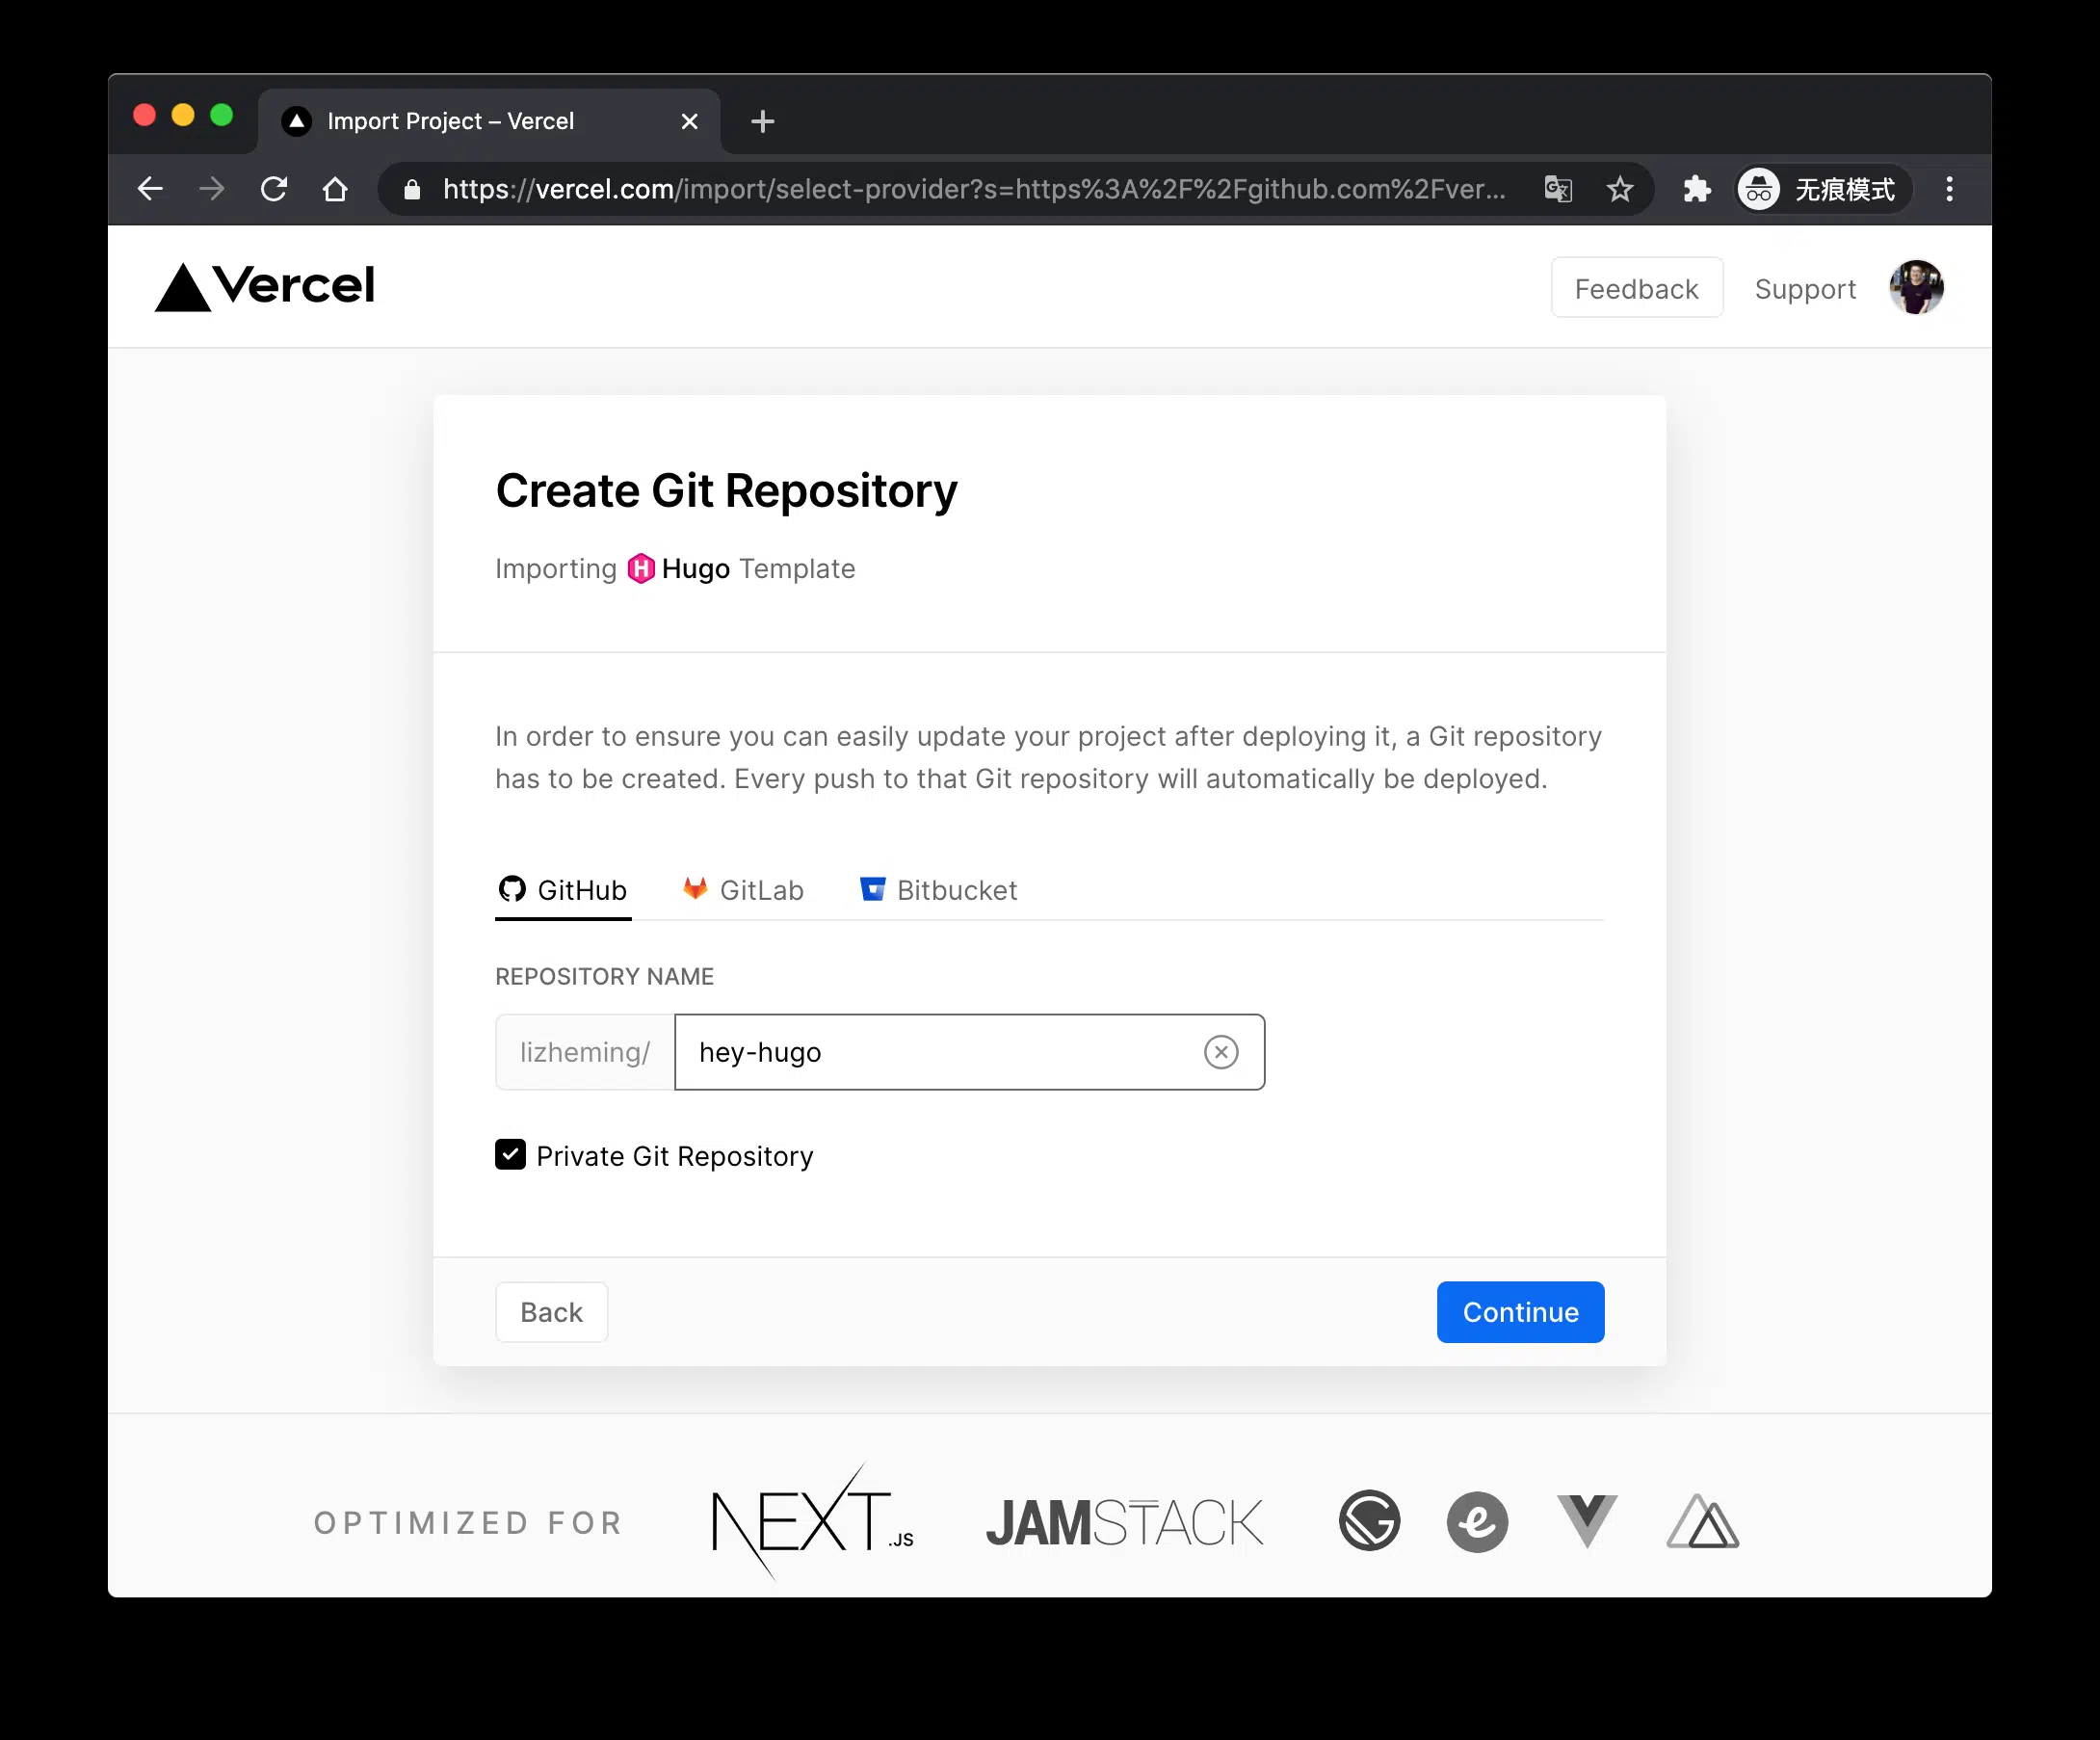 Import Project – Vercel
https://vercel.com/import/select-provider?s=https%3A%2F%2Fgithub.com%2Fver...
无痕模式
Vercel
Feedback
Support
Create Git Repository
Importing Hugo Template
In order to ensure you can easily update your project after deploying it, a Git repository
has to be created. Every push to that Git repository will automatically be deployed.
GitHub
GitLab
Bitbucket
REPOSITORY NAME
lizheming/
hey-hugo
Private Git Repository
Back
Continue
OPTIMIZED FOR
NEXT.JS
JAMSTACK